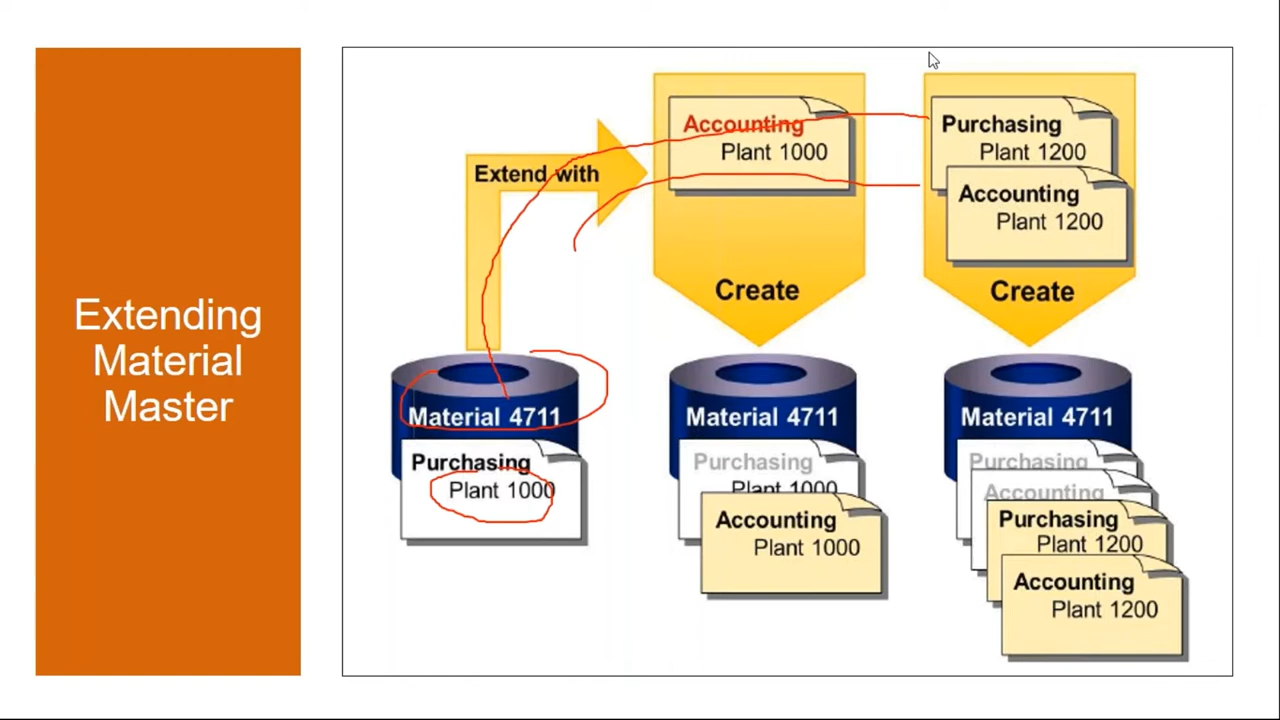 Extending
Material
Master
Extend with
Accounting
Plant 1000
Create
Purchasing
Plant 1200
Accounting
Plant 1200
Create
Material 4711
Purchasing
Plant 1000
Material 4711
Purchasing
Plant 1000
Accounting
Plant 1000
Material 4711
Purchasing
Accounting
Purchasing
Plant 1200
Accounting
Plant 1200